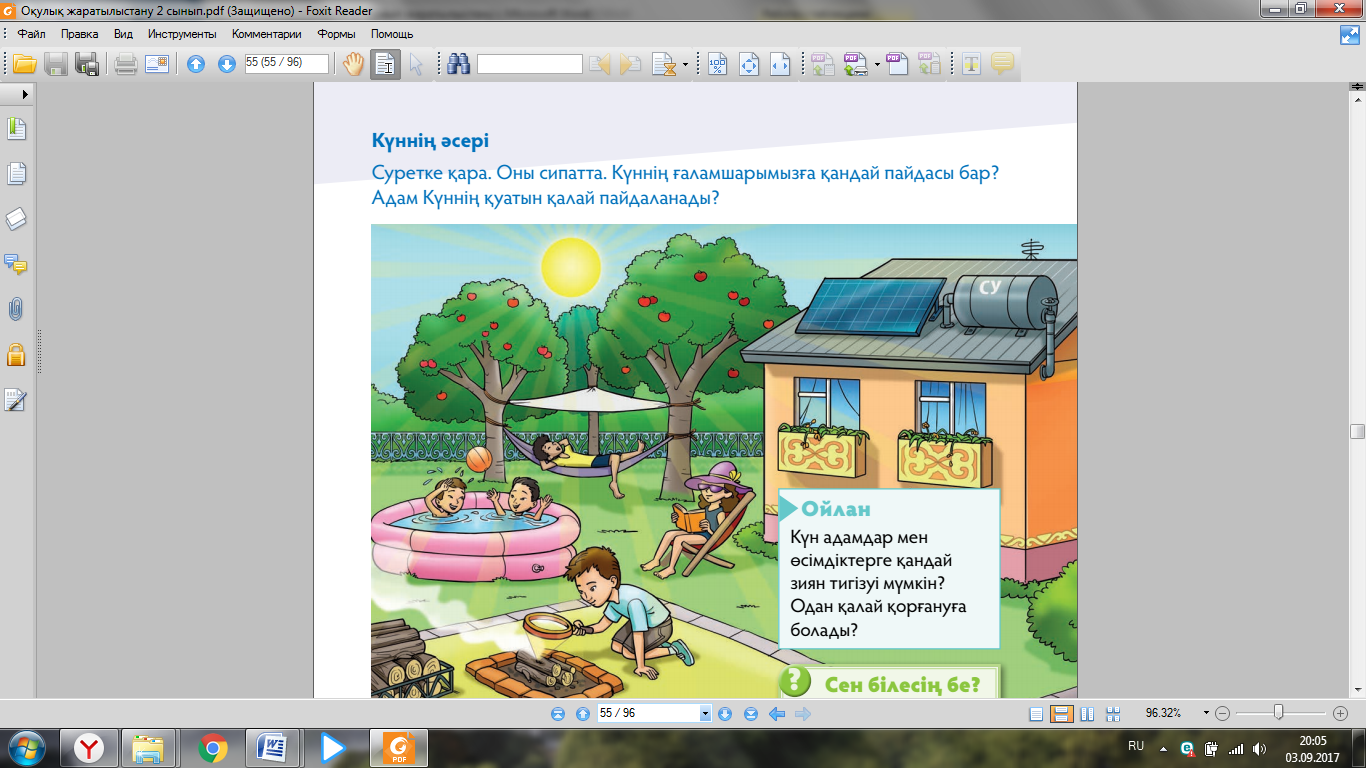 Оқулық жаратылыстану 2 сынып.pdf (Защищено) - Foxit Reader
Файл Правка Вид Инструменты Комментарии Формы Помощь
55 (55 / 96)
Күннің әсері
Суретке қара. Оны сипатта. Күннің ғаламшарымызға қандай пайдасы бар?
Адам Күннің қуатын қалай пайдаланады?
СУ
Ойлан
Күн адамдар мен
өсімдіктерге қандай
зиян тигізуі мүмкін?
Одан қалай қорғануға
болады?
? Сен білесің бе?
55 / 96
96.32%
RU
20:05
03.09.2017